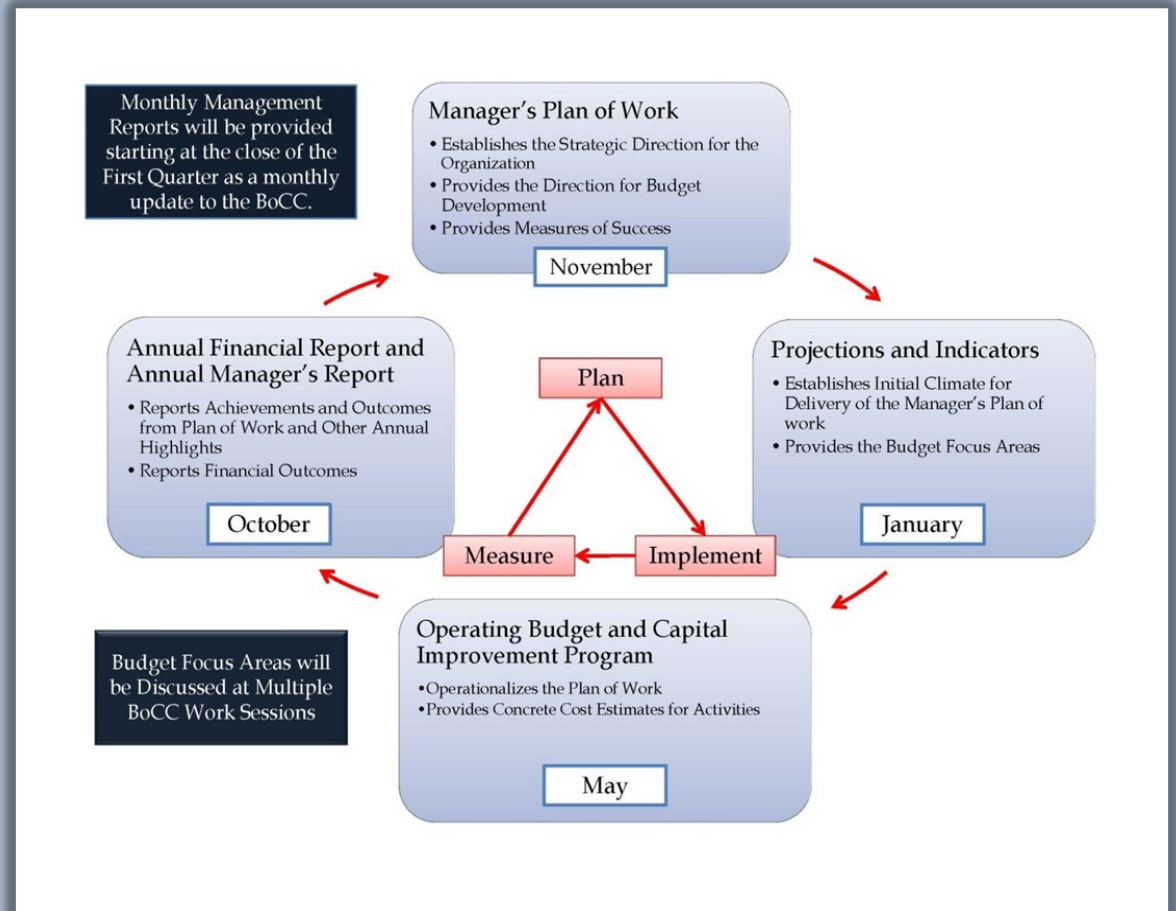 Monthly Management
Reports will be provided
starting at the close of the
First Quarter as a monthly
update to the BoCC.
Manager's Plan of Work
• Establishes the Strategic Direction for the
Organization
• Provides the Direction for Budget
Development
• Provides Measures of Success
November
Annual Financial Report and
Annual Manager's Report
• Reports Achievements and Outcomes
from Plan of Work and Other Annual
Highlights
• Reports Financial Outcomes
October
Plan
Measure
Implement
Projections and Indicators
• Establishes Initial Climate for
Delivery of the Manager's Plan of
work
• Provides the Budget Focus Areas
January
Budget Focus Areas will
be Discussed at Multiple
BoCC Work Sessions
Operating Budget and Capital
Improvement Program
•Operationalizes the Plan of Work
•Provides Concrete Cost Estimates for Activities
May